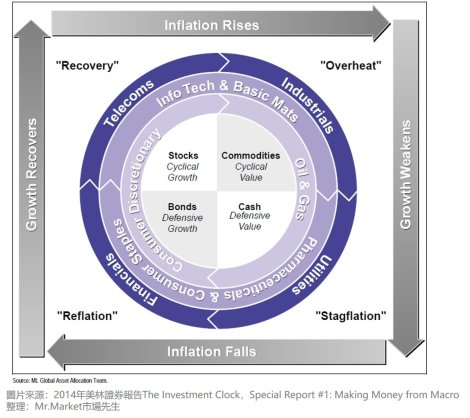 Inflation Rises
"Recovery"
"Overheat"
Growth Recovers
Growth Weakens
Telecoms
Info Tech & Basic Mats
Industrials
Consumer Discretionary
Oil & Gas
Stocks
Cyclical
Growth
Commodities
Cyclical
Value
Bonds
Defensive
Growth
Cash
Defensive
Value
Consumer Staples
Pharmaceuticals & Consumer Staples
Financials
Utilities
"Reflation"
"Stagflation"
Inflation Falls
Source: ML Global Asset Allocation Team.
圖片來源：2014年美林證券報告The Investment Clock，Special Report #1: Making Money from Macro
整理：Mr.Market市場先生